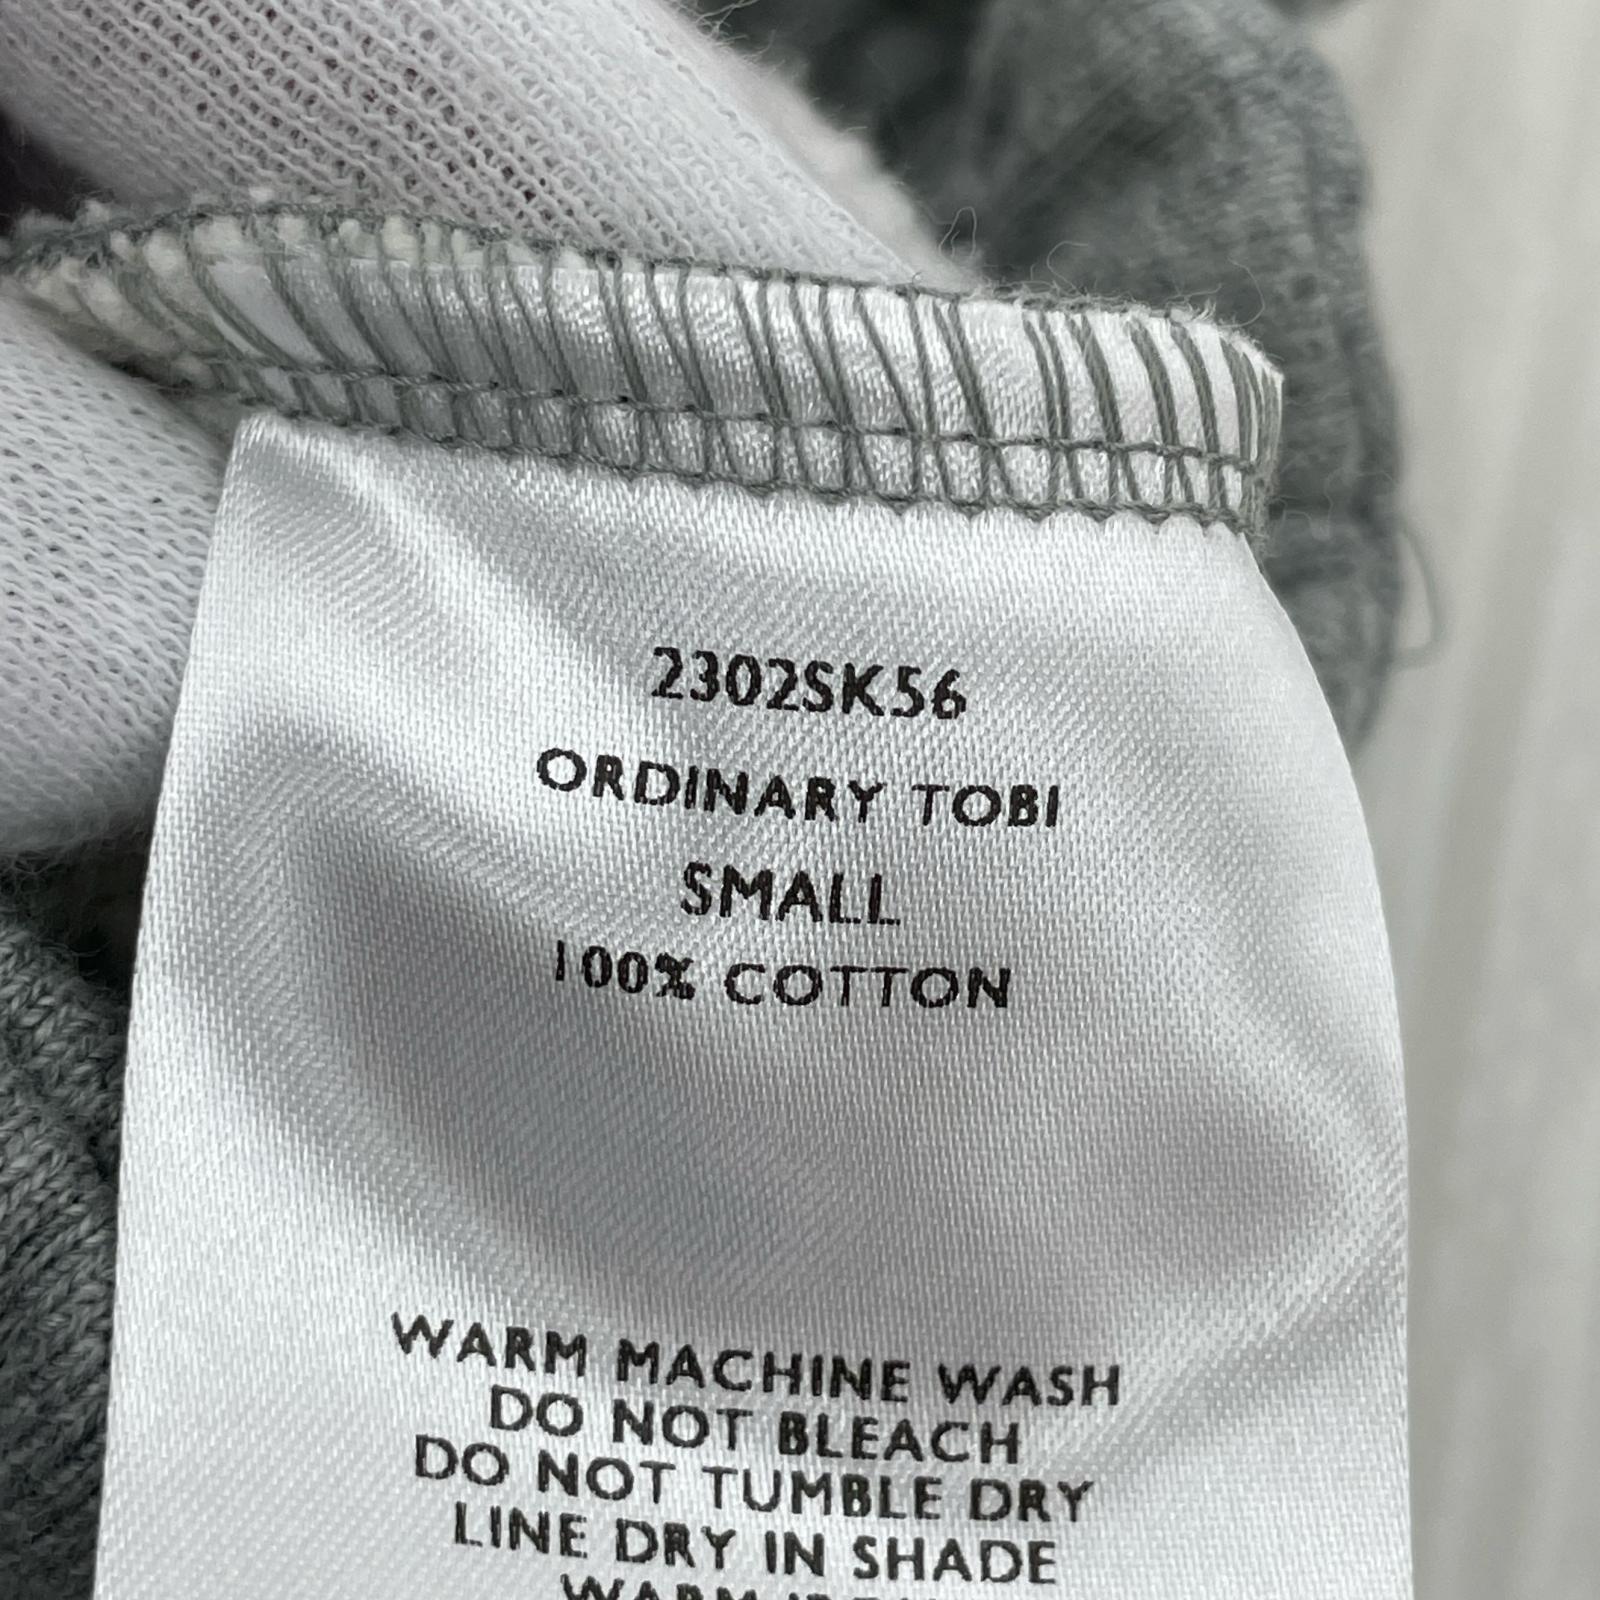 2302SK56
ORDINARY TOBI
SMALL
100% COTTON
WARM MACHINE WASH
DO NOT BLEACH
DO NOT TUMBLE DRY
LINE DRY IN SHADE
WARM